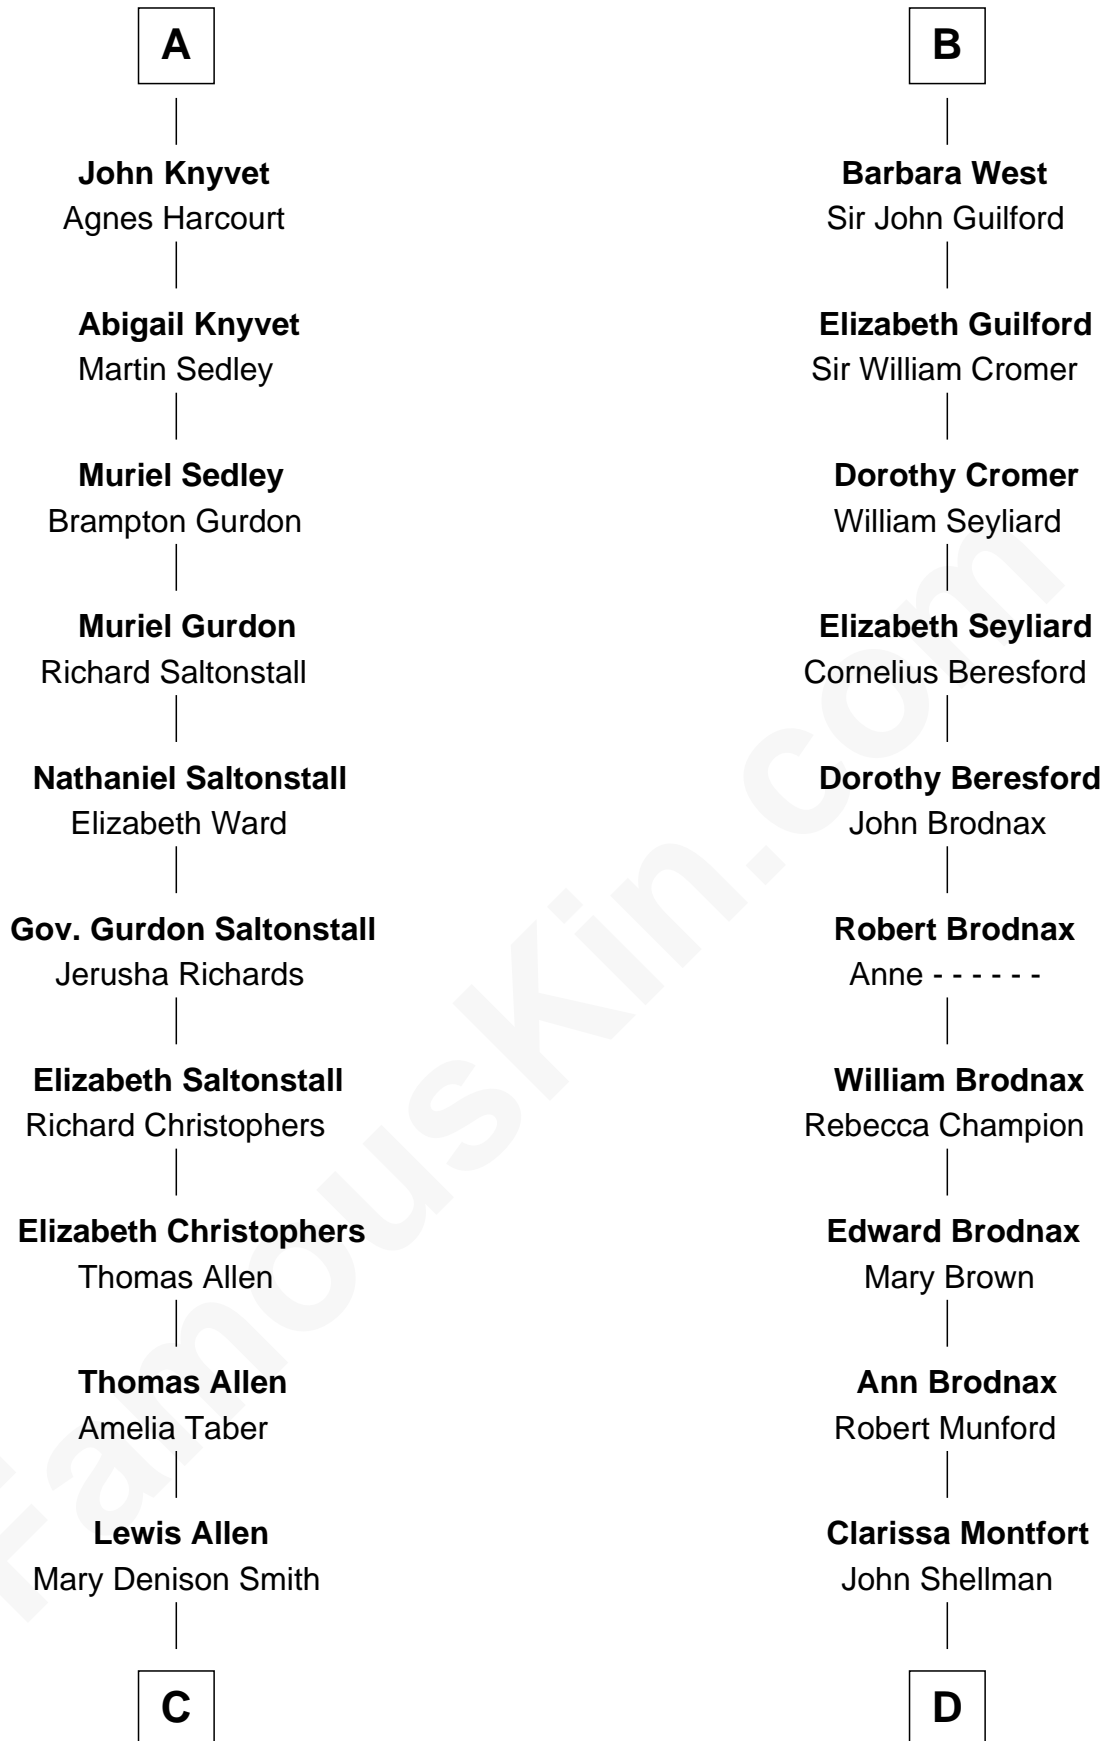 A
John Knyvet
Agnes Harcourt
Abigail Knyvet
Martin Sedley
Muriel Sedley
Brampton Gurdon
Muriel Gurdon
Richard Saltonstall
Nathaniel Saltonstall
Elizabeth Ward
Gov. Gurdon Saltonstall
Jerusha Richards
Elizabeth Saltonstall
Richard Christophers
Elizabeth Christophers
Thomas Allen
Thomas Allen
Amelia Taber
Lewis Allen
Mary Denison Smith
C
B
Barbara West
Sir John Guilford
Elizabeth Guilford
Sir William Cromer
Dorothy Cromer
William Seyliard
Elizabeth Seyliard
Cornelius Beresford
Dorothy Beresford
John Brodnax
Robert Brodnax
Anne - - - - - -
William Brodnax
Rebecca Champion
Edward Brodnax
Mary Brown
Ann Brodnax
Robert Munford
Clarissa Montfort
John Shellman
D
FamousKin.com